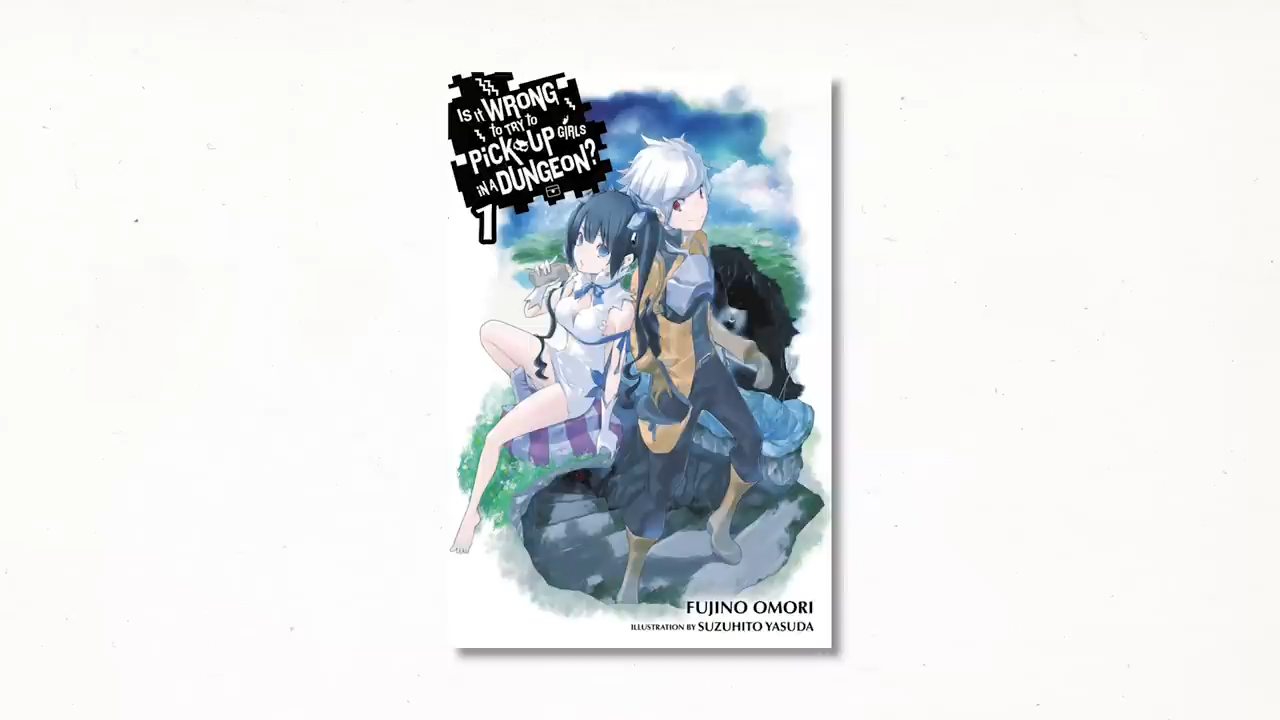 IS IT WRONG
TO TRY TO
PICK UP GIRLS
IN A DUNGEON?
1
FUJINO OMORI
ILLUSTRATION BY SUZUHITO YASUDA